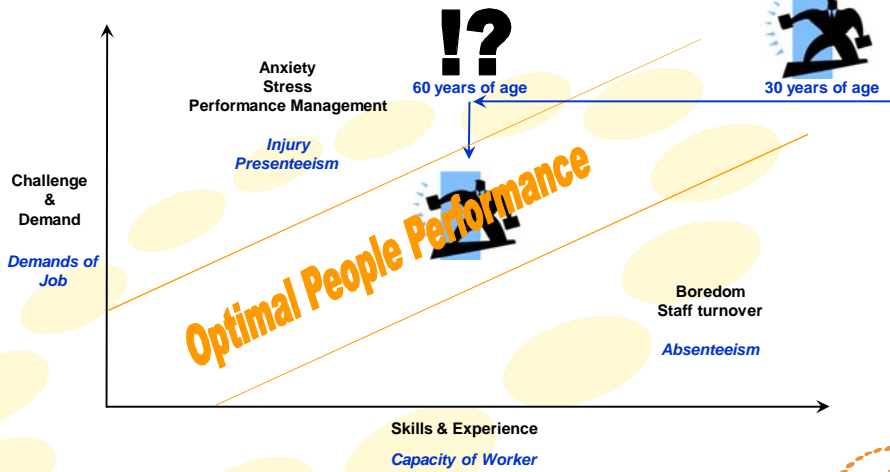 !?
60 years of age
30 years of age
Anxiety
Stress
Performance Management
Injury
Presenteeism
Challenge
&
Demand
Demands of
Job
Optimal People Performance
Boredom
Staff turnover
Absenteeism
Skills & Experience
Capacity of Worker